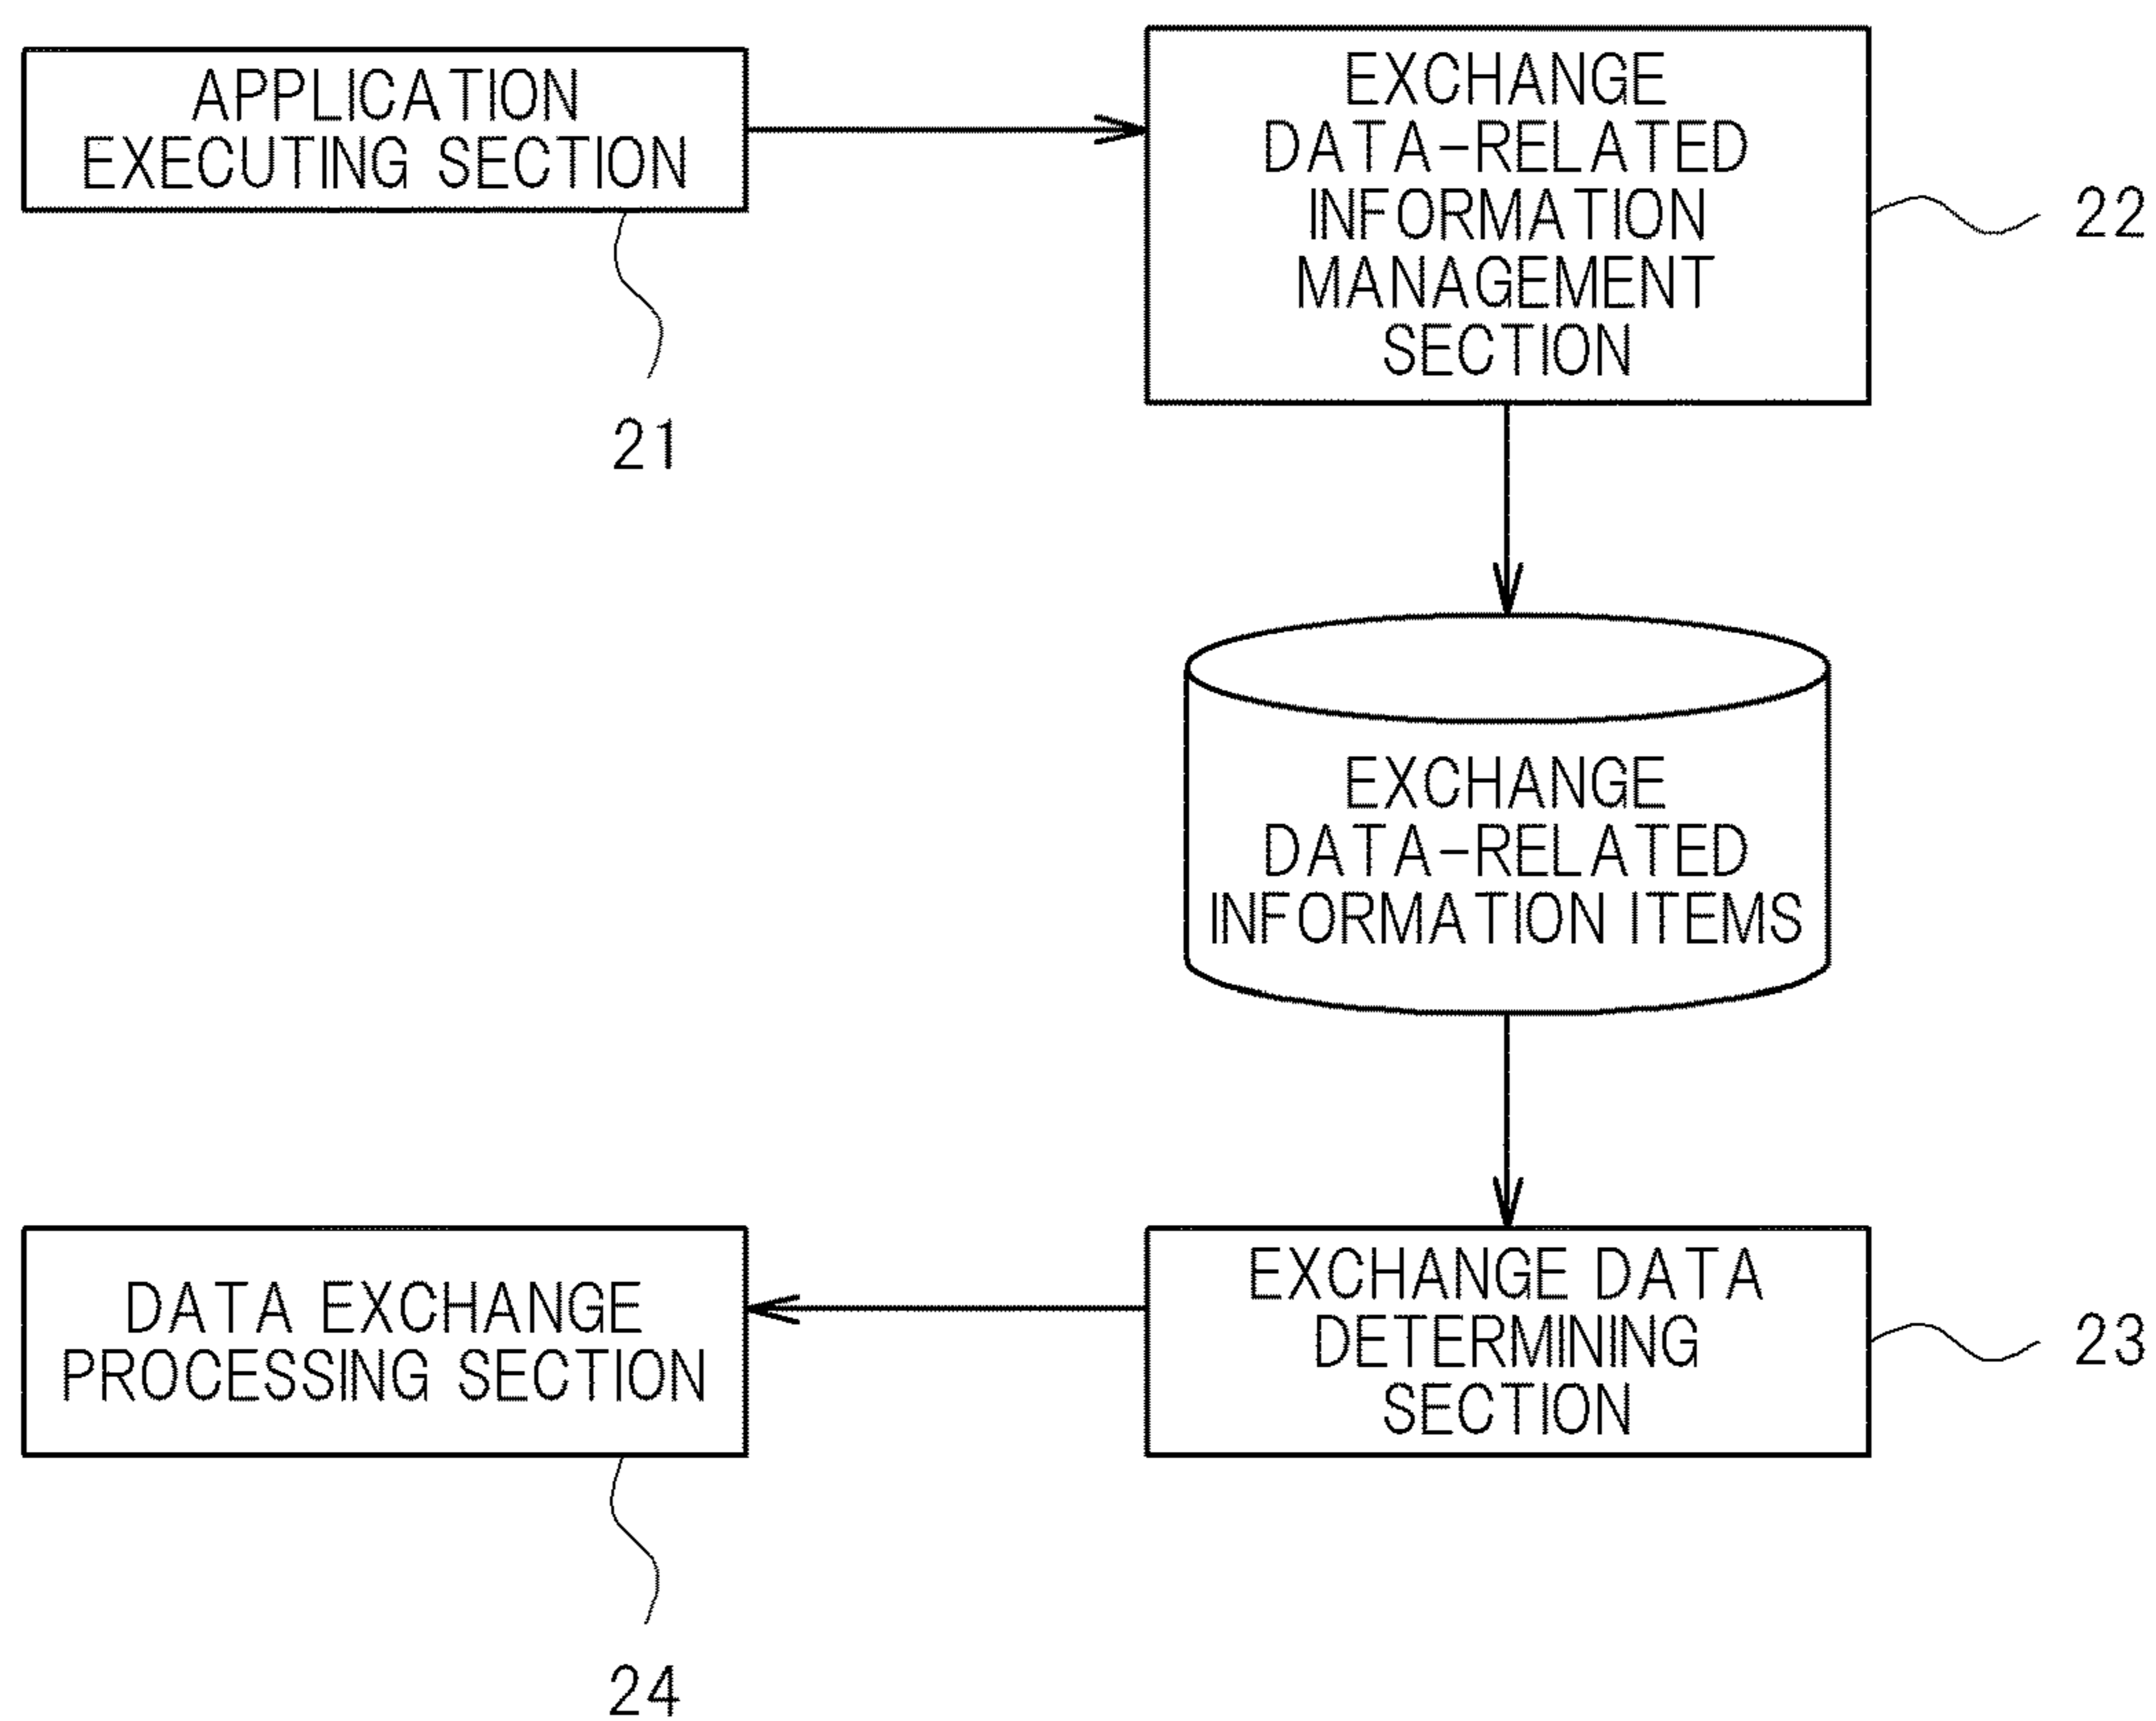 APPLICATION
EXECUTING SECTION
21
EXCHANGE
DATA-RELATED
INFORMATION
MANAGEMENT
SECTION
22
EXCHANGE
DATA-RELATED
INFORMATION ITEMS
EXCHANGE DATA
DETERMINING
SECTION
23
DATA EXCHANGE
PROCESSING SECTION
24